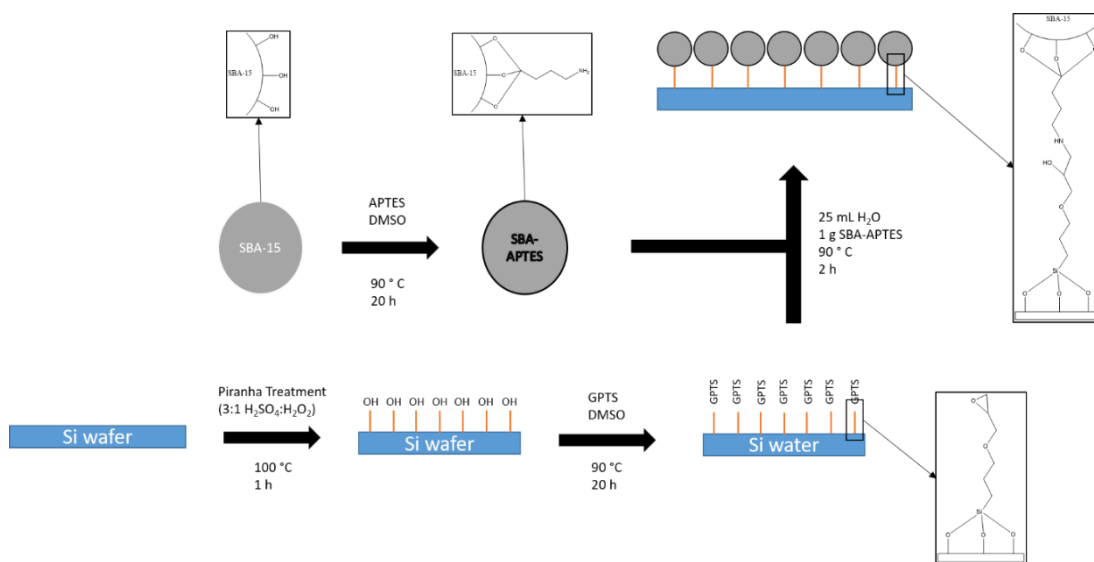 OH
SBA-15
OH
OH
SBA-15
O
O
O
NH₂
SBA-15
O
O
HN
HO
O
Si
O
O
O
SBA-15
APTES
DMSO
90 ° C
20 h
SBA-
APTES
25 mL H₂O
1 g SBA-APTES
90 ° C
2 h
Si wafer
Piranha Treatment
(3:1 H₂SO₄:H₂O₂)
100 °C
1 h
OH OH OH OH OH OH OH
Si wafer
GPTS
DMSO
90 °C
20 h
GPTS GPTS GPTS GPTS GPTS GPTS GPTS
Si water
O
O
Si
O
O
O